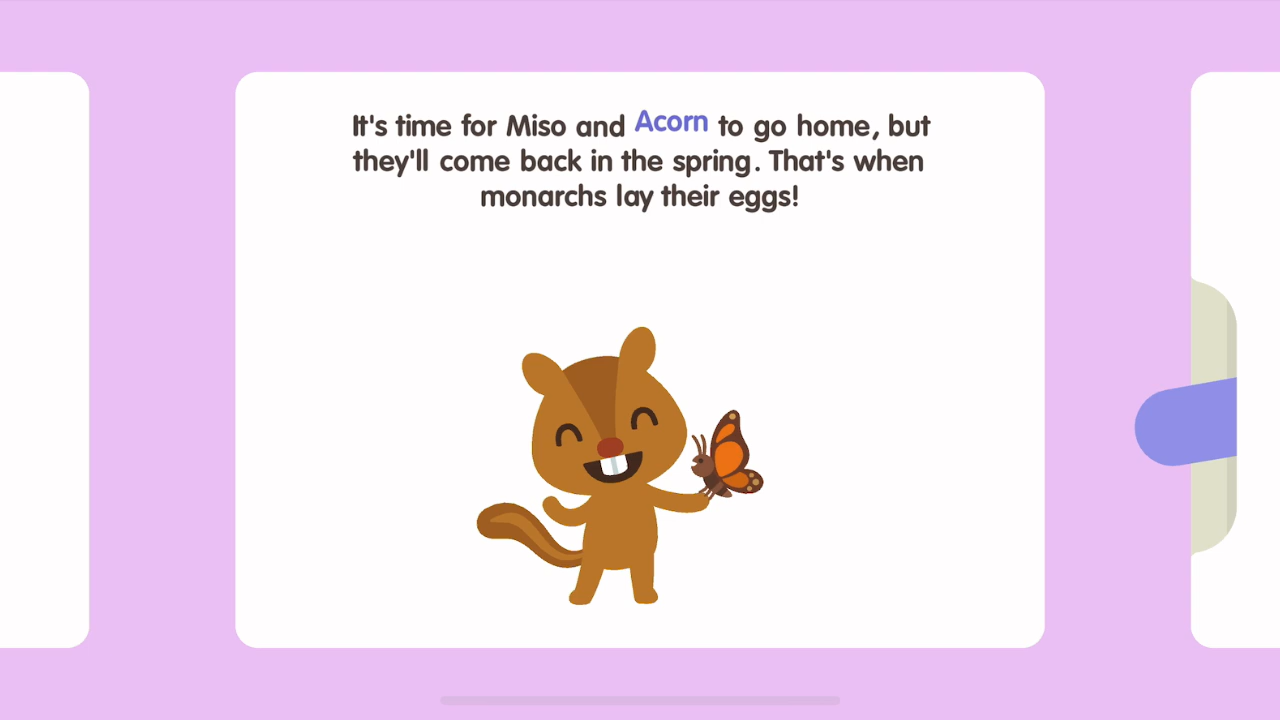 It's time for Miso and Acorn to go home, but
they'll come back in the spring. That's when
monarchs lay their eggs!